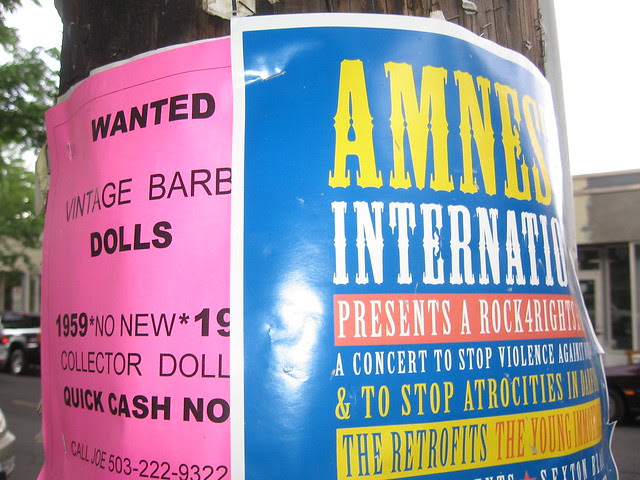 WANTED
VINTAGE BARB
DOLLS
1959*NO NEW*19
COLLECTOR DOLL
QUICK CASH NO
CALL JOE 503-222-9322
AMNES
INTERNATIO
PRESENTS A ROCK4RIGHTS
A CONCERT TO STOP VIOLENCE AGAINST
& TO STOP ATROCITIES IN
THE RETROFITS THE YOUNG
SEXTON